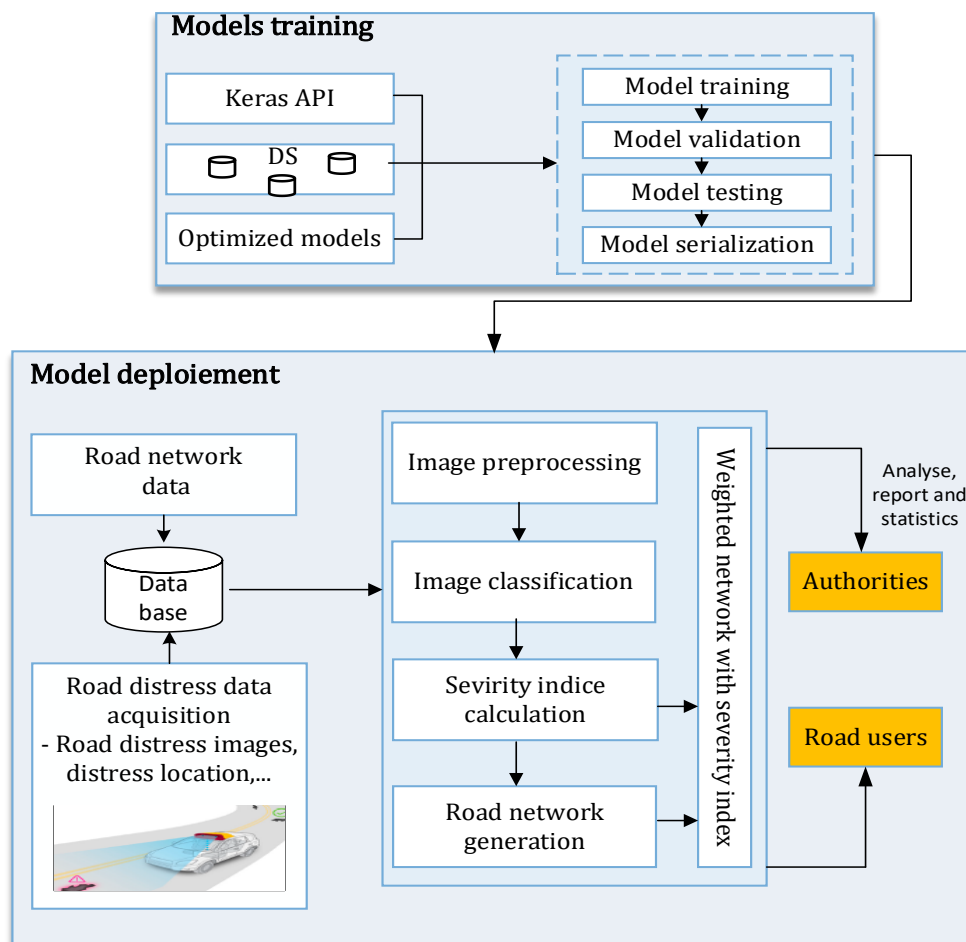 Models training
Keras API
DS
Optimized models
Model training
Model validation
Model testing
Model serialization
Model deploiement
Road network
data
Data
base
Road distress data
acquisition
- Road distress images,
distress location,...
Image preprocessing
Image classification
Sevirity indice
calculation
Road network
generation
Weighted network with severity index
Analyse,
report and
statistics
Authorities
Road users